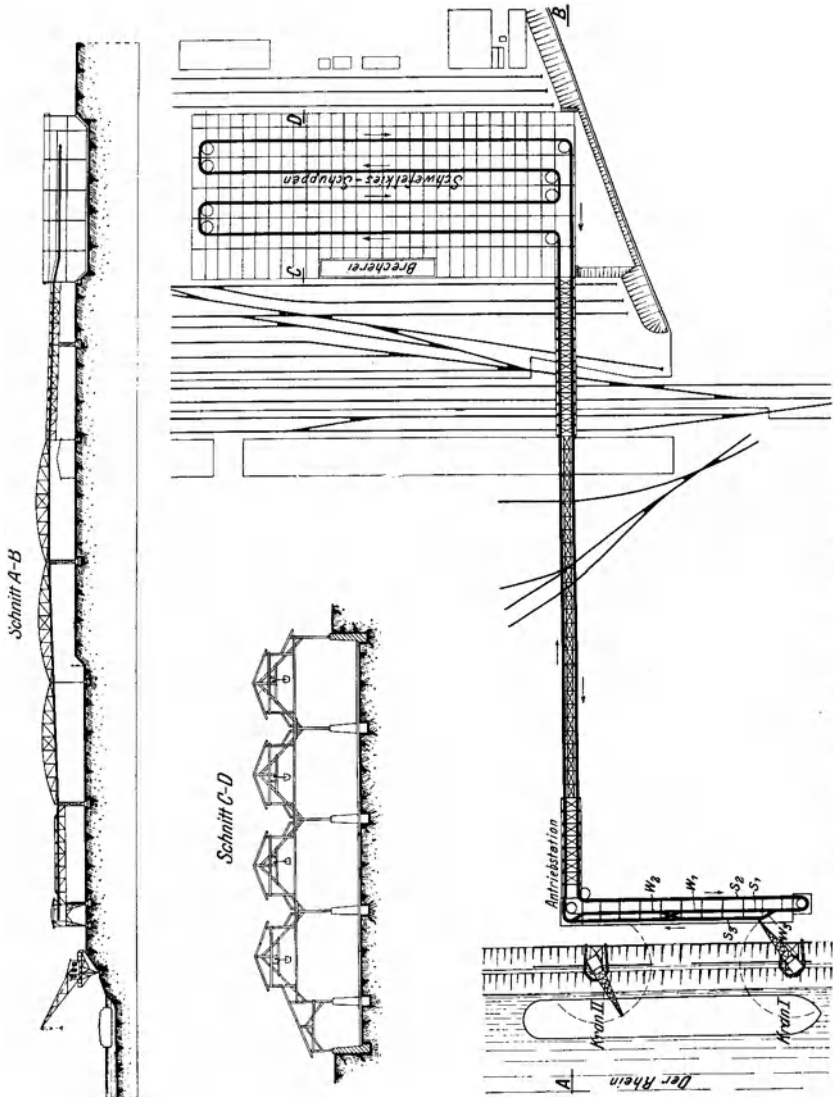 Schnitt A-B
B
D
Schwefelkies-Schuppen
C
Brecherei
Schnitt C-D
Antriebstation
W2
W1
S2
S1
S3
W3
Kran II
Kran I
A
Der Rhein